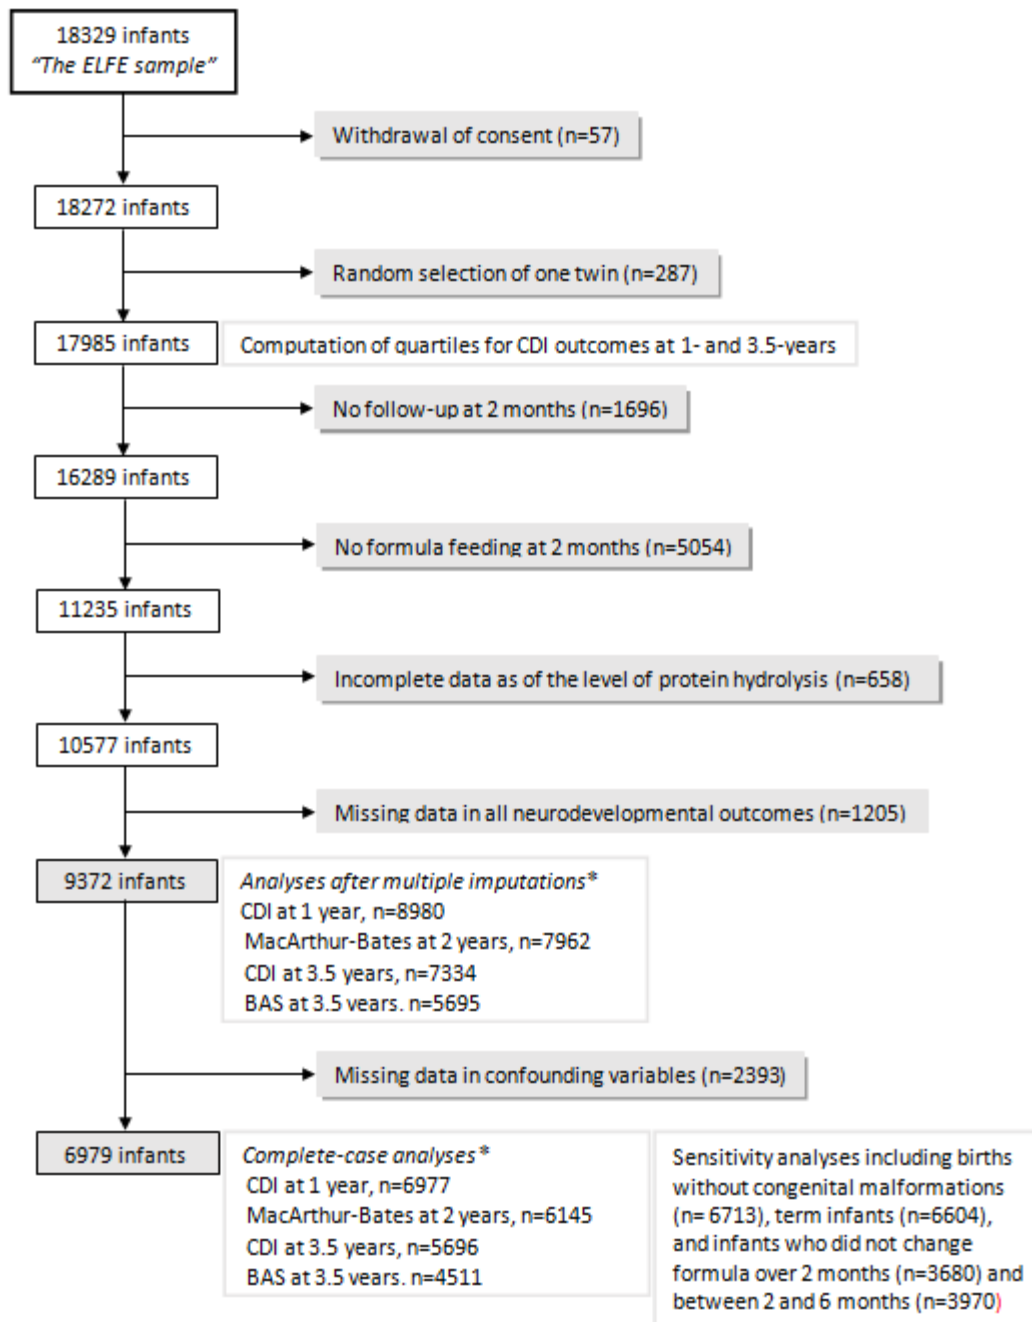 18329 infants
“The ELFE sample”
Withdrawal of consent (n=57)
18272 infants
Random selection of one twin (n=287)
17985 infants
Computation of quartiles for CDI outcomes at 1- and 3.5-years
No follow-up at 2 months (n=1696)
16289 infants
No formula feeding at 2 months (n=5054)
11235 infants
Incomplete data as of the level of protein hydrolysis (n=658)
10577 infants
Missing data in all neurodevelopmental outcomes (n=1205)
9372 infants
Analyses after multiple imputations*
CDI at 1 year, n=8980
MacArthur-Bates at 2 years, n=7962
CDI at 3.5 years, n=7334
BAS at 3.5 years. n=5695
Missing data in confounding variables (n=2393)
6979 infants
Complete-case analyses*
CDI at 1 year, n=6977
MacArthur-Bates at 2 years, n=6145
CDI at 3.5 years, n=5696
BAS at 3.5 years. n=4511
Sensitivity analyses including births
without congenital malformations
(n= 6713), term infants (n=6604),
and infants who did not change
formula over 2 months (n=3680) and
between 2 and 6 months (n=3970)